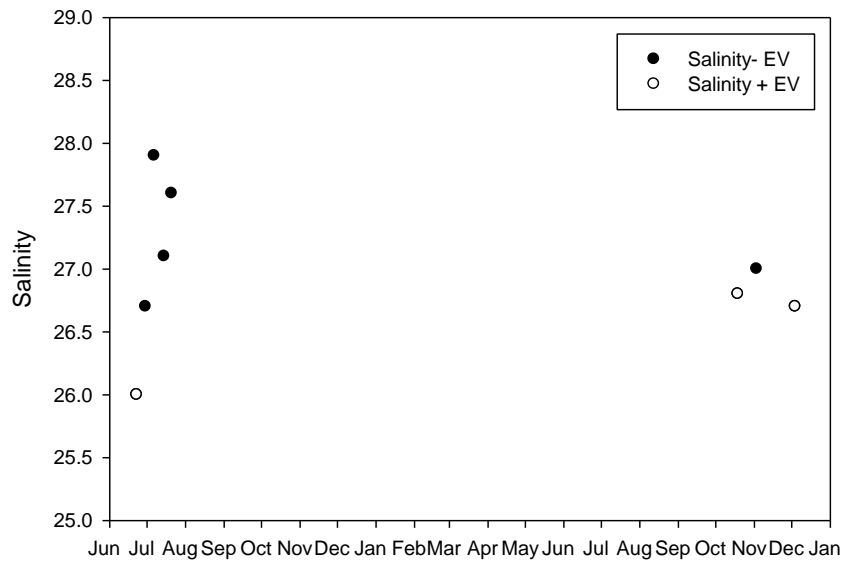 29.0
28.5
28.0
27.5
27.0
26.5
26.0
25.5
25.0
Salinity
Salinity- EV
Salinity + EV
Jun Jul Aug Sep Oct Nov Dec Jan Feb Mar Apr May Jun Jul Aug Sep Oct Nov Dec Jan